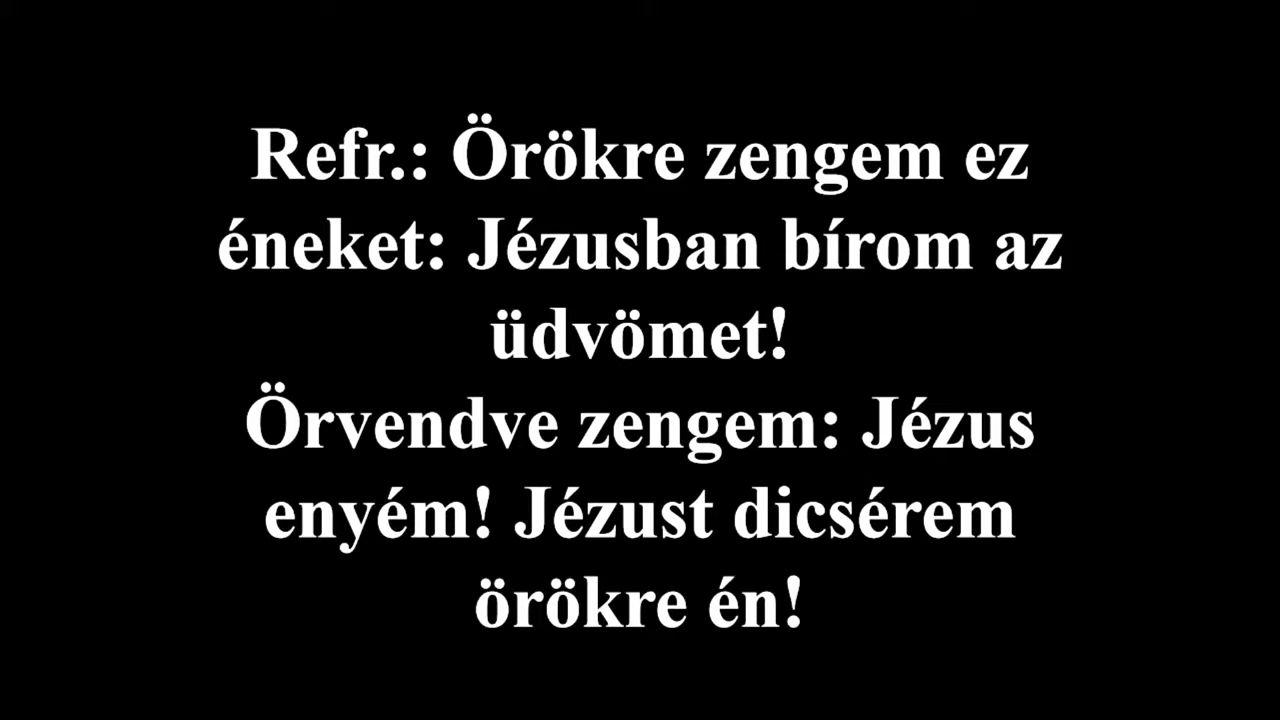 Refr.: Örökre zengem ez
éneket: Jézusban bírom az
üdvömet!
Örvendve zengem: Jézus
enyém! Jézust dicsérem
örökre én!